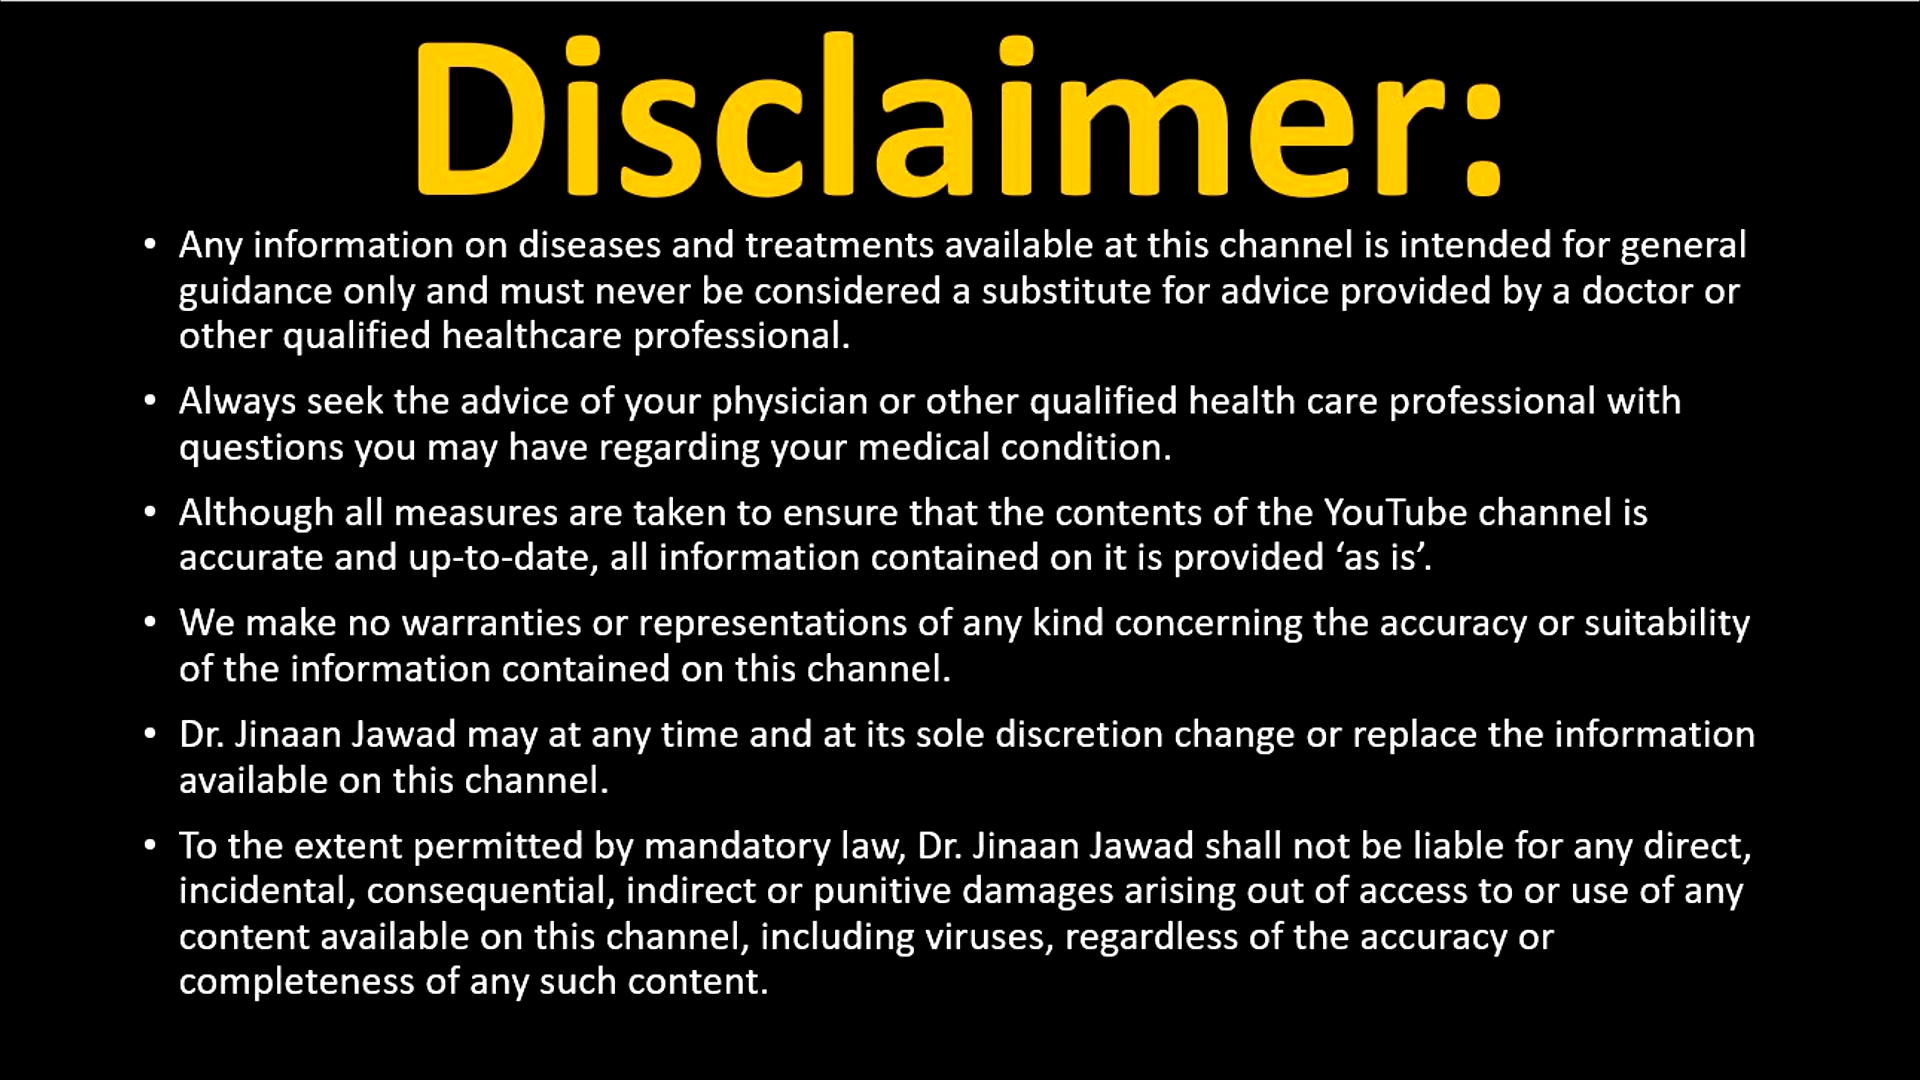 Disclaimer:
• Any information on diseases and treatments available at this channel is intended for general
guidance only and must never be considered a substitute for advice provided by a doctor or
other qualified healthcare professional.
• Always seek the advice of your physician or other qualified health care professional with
questions you may have regarding your medical condition.
• Although all measures are taken to ensure that the contents of the YouTube channel is
accurate and up-to-date, all information contained on it is provided ‘as is’.
• We make no warranties or representations of any kind concerning the accuracy or suitability
of the information contained on this channel.
• Dr. Jinaan Jawad may at any time and at its sole discretion change or replace the information
available on this channel.
• To the extent permitted by mandatory law, Dr. Jinaan Jawad shall not be liable for any direct,
incidental, consequential, indirect or punitive damages arising out of access to or use of any
content available on this channel, including viruses, regardless of the accuracy or
completeness of any such content.